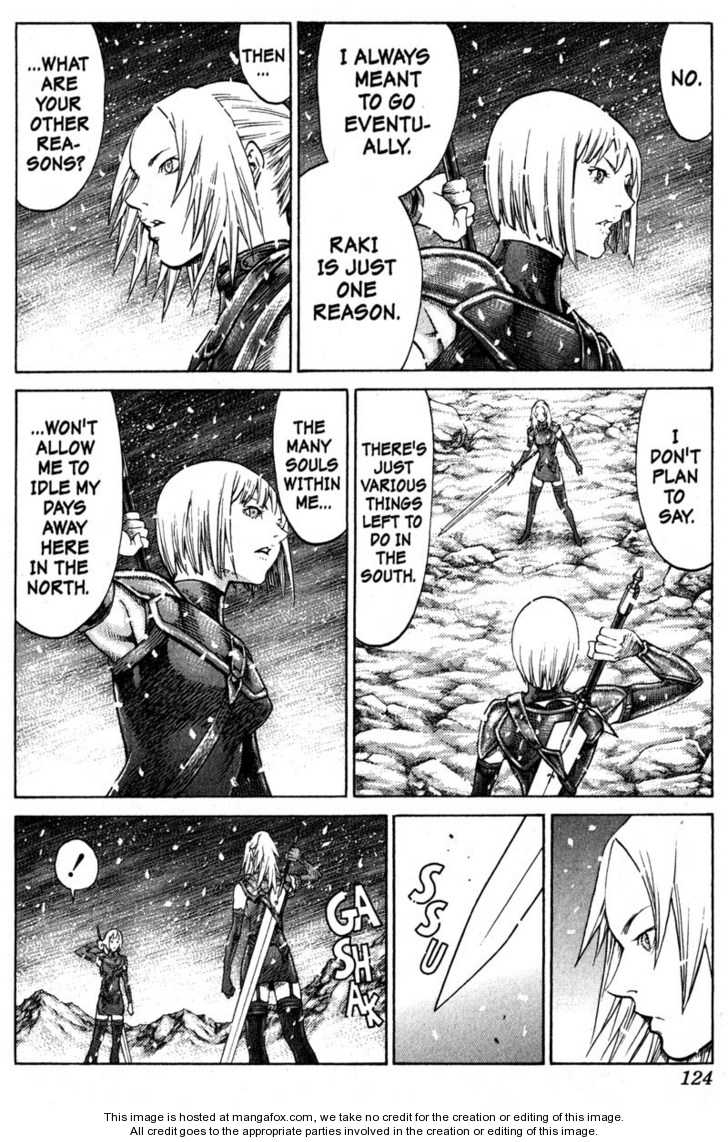 NO.
I ALWAYS
MEANT
TO GO
EVENTU-
ALLY.
RAKI
IS JUST
ONE
REASON.
THEN
...
...WHAT
ARE
YOUR
OTHER
REA-
SONS?
I
DON'T
PLAN
TO
SAY.
THERE'S
JUST
VARIOUS
THINGS
LEFT TO
DO IN
THE
SOUTH.
THE
MANY
SOULS
WITHIN
ME...
...WON'T
ALLOW
ME TO
IDLE MY
DAYS
AWAY
HERE
IN THE
NORTH.
SSU
GASHAK
!
124
This image is hosted at mangafox.com, we take no credit for the creation or editing of this image.
All credit goes to the appropriate parties involved in the creation or editing of this image.